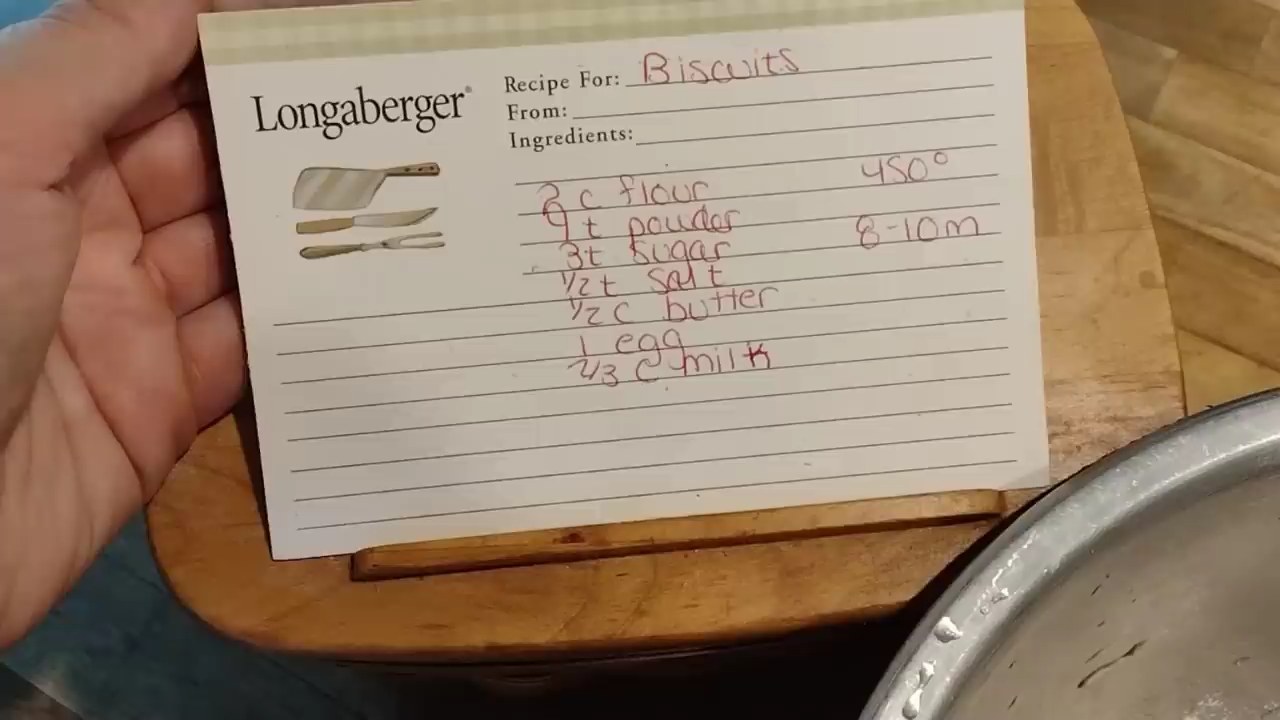 Longaberger®
Recipe For: Biscuits
From:
Ingredients:
2 c flour
4 t powder
3t sugar
1/2 t salt
1/2 c butter
1 egg
2/3 c milk
450°
8-10m